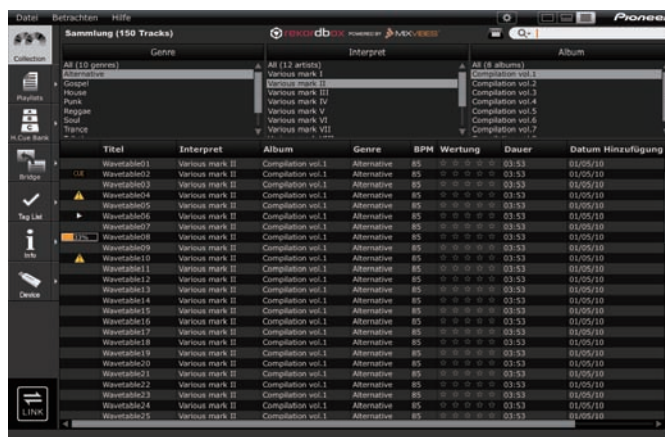 Datei Betrachten Hilfe
Pioneer
Sammlung (150 Tracks) rekordbox POWERED BY MIXVIBES
Collection
Playlists
H.Cue Bank
Bridge
Tag List
Info
Device
LINK
Genre Interpret Album
All (10 genres) All (12 artists) All (8 albums)
Alternative Various mark I Compilation vol.1
Gospel Various mark II Compilation vol.2
House Various mark III Compilation vol.3
Punk Various mark IV Compilation vol.4
Reggae Various mark V Compilation vol.5
Soul Various mark VI Compilation vol.6
Trance Various mark VII Compilation vol.7
Titel Interpret Album Genre BPM Wertung Dauer Datum Hinzufügung
Wavetable01 Various mark II Compilation vol.1 Alternative 85 03:53 01/05/10
CUE Wavetable02 Various mark II Compilation vol.1 Alternative 85 03:53 01/05/10
Wavetable03 Various mark II Compilation vol.1 Alternative 85 03:53 01/05/10
Wavetable04 Various mark II Compilation vol.1 Alternative 85 03:53 01/05/10
Wavetable05 Various mark II Compilation vol.1 Alternative 85 03:53 01/05/10
Wavetable06 Various mark II Compilation vol.1 Alternative 85 03:53 01/05/10
Wavetable07 Various mark II Compilation vol.1 Alternative 85 03:53 01/05/10
33% Wavetable08 Various mark II Compilation vol.1 Alternative 85 03:53 01/05/10
Wavetable09 Various mark II Compilation vol.1 Alternative 85 03:53 01/05/10
Wavetable10 Various mark II Compilation vol.1 Alternative 85 03:53 01/05/10
Wavetable11 Various mark II Compilation vol.1 Alternative 85 03:53 01/05/10
Wavetable12 Various mark II Compilation vol.1 Alternative 85 03:53 01/05/10
Wavetable13 Various mark II Compilation vol.1 Alternative 85 03:53 01/05/10
Wavetable14 Various mark II Compilation vol.1 Alternative 85 03:53 01/05/10
Wavetable15 Various mark II Compilation vol.1 Alternative 85 03:53 01/05/10
Wavetable16 Various mark II Compilation vol.1 Alternative 85 03:53 01/05/10
Wavetable17 Various mark II Compilation vol.1 Alternative 85 03:53 01/05/10
Wavetable18 Various mark II Compilation vol.1 Alternative 85 03:53 01/05/10
Wavetable19 Various mark II Compilation vol.1 Alternative 85 03:53 01/05/10
Wavetable20 Various mark II Compilation vol.1 Alternative 85 03:53 01/05/10
Wavetable21 Various mark II Compilation vol.1 Alternative 85 03:53 01/05/10
Wavetable22 Various mark II Compilation vol.1 Alternative 85 03:53 01/05/10
Wavetable23 Various mark II Compilation vol.1 Alternative 85 03:53 01/05/10
Wavetable24 Various mark II Compilation vol.1 Alternative 85 03:53 01/05/10
Wavetable25 Various mark II Compilation vol.1 Alternative 85 03:53 01/05/10